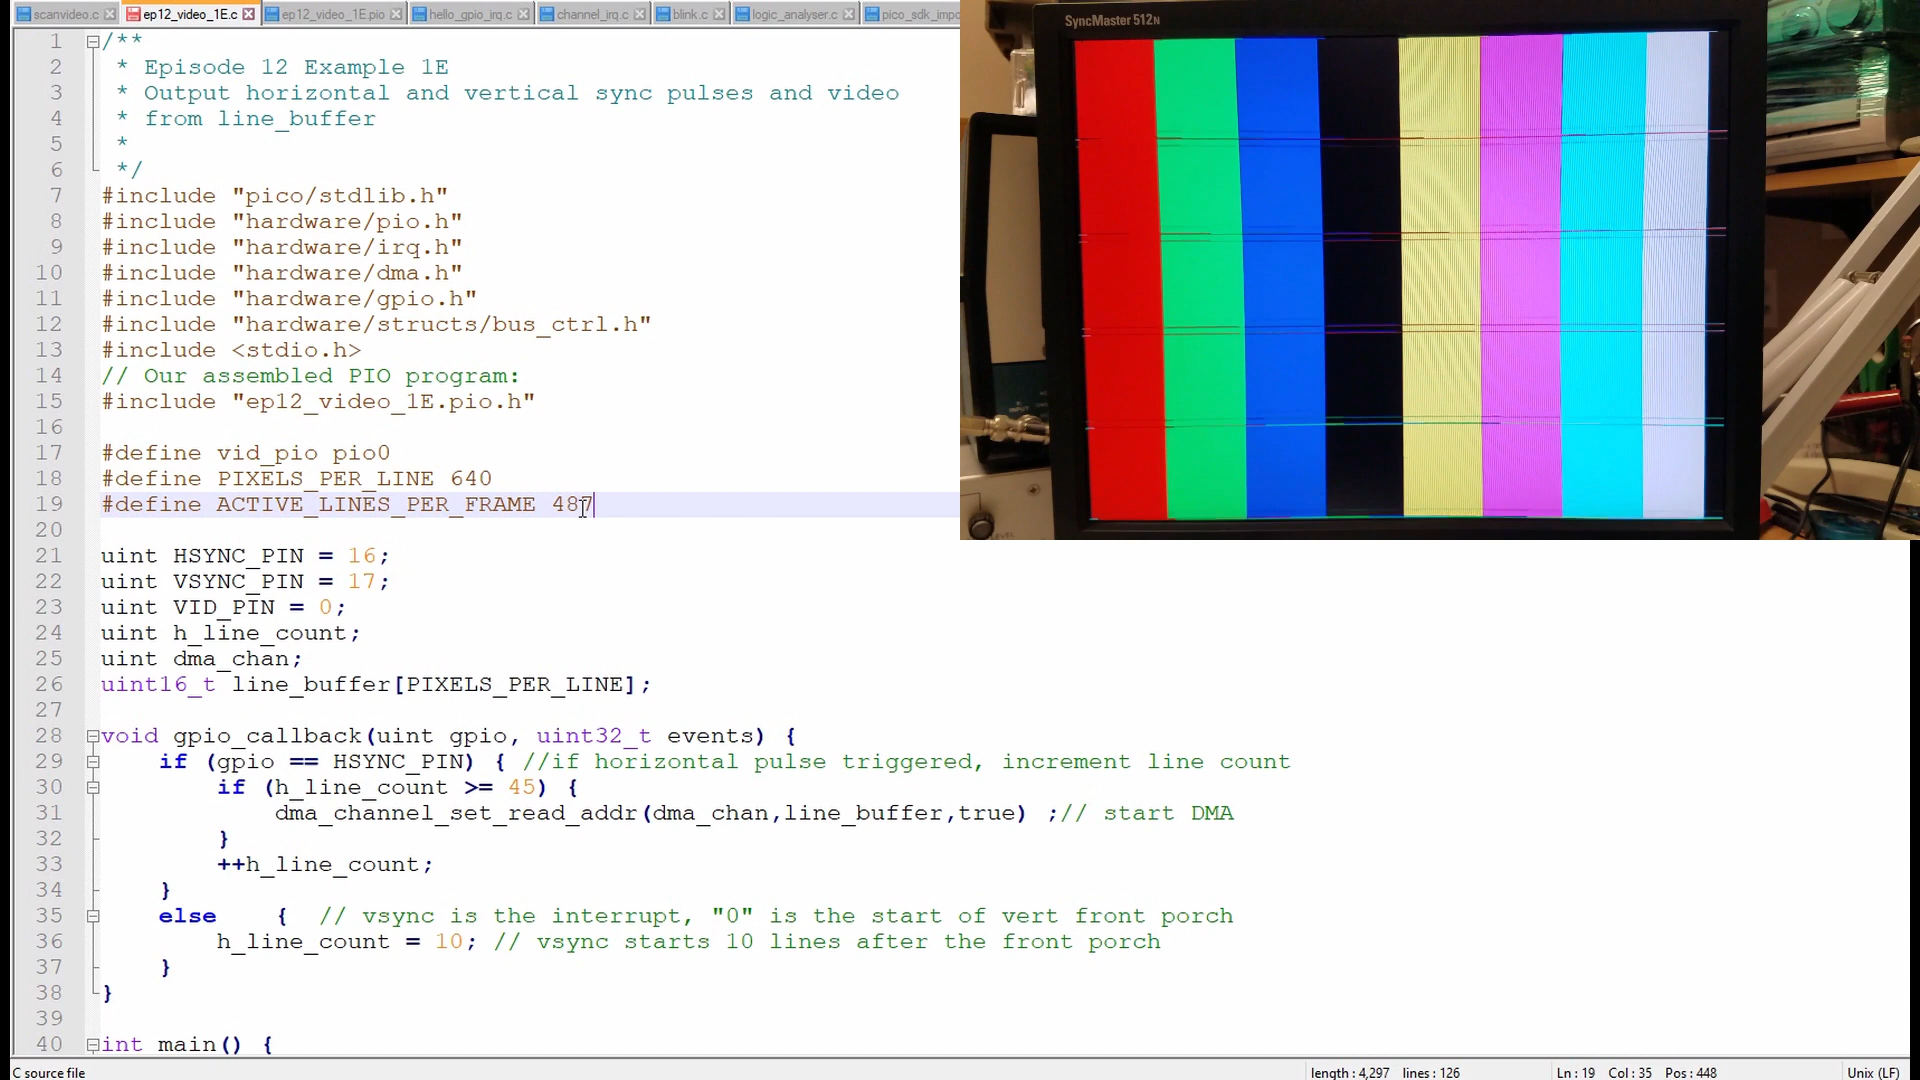 scanvideo.c ep12_video_1E.c ep12_video_1E.pio hello_gpio_irq.c channel_irq.c blink.c logic_analyser.c pico_sdk_impo
SyncMaster 512N
1 /**
2 * Episode 12 Example 1E
3 * Output horizontal and vertical sync pulses and video
4 * from line_buffer
5 *
6 */
7 #include "pico/stdlib.h"
8 #include "hardware/pio.h"
9 #include "hardware/irq.h"
10 #include "hardware/dma.h"
11 #include "hardware/gpio.h"
12 #include "hardware/structs/bus_ctrl.h"
13 #include <stdio.h>
14 // Our assembled PIO program:
15 #include "ep12_video_1E.pio.h"
16
17 #define vid_pio pio0
18 #define PIXELS_PER_LINE 640
19 #define ACTIVE_LINES_PER_FRAME 487
20
21 uint HSYNC_PIN = 16;
22 uint VSYNC_PIN = 17;
23 uint VID_PIN = 0;
24 uint h_line_count;
25 uint dma_chan;
26 uint16_t line_buffer[PIXELS_PER_LINE];
27
28 void gpio_callback(uint gpio, uint32_t events) {
29 if (gpio == HSYNC_PIN) { //if horizontal pulse triggered, increment line count
30 if (h_line_count >= 45) {
31 dma_channel_set_read_addr(dma_chan,line_buffer,true) ;// start DMA
32 }
33 ++h_line_count;
34 }
35 else { // vsync is the interrupt, "0" is the start of vert front porch
36 h_line_count = 10; // vsync starts 10 lines after the front porch
37 }
38 }
39
40 int main() {
C source file length : 4,297 lines : 126 Ln : 19 Col : 35 Pos : 448 Unix (LF)